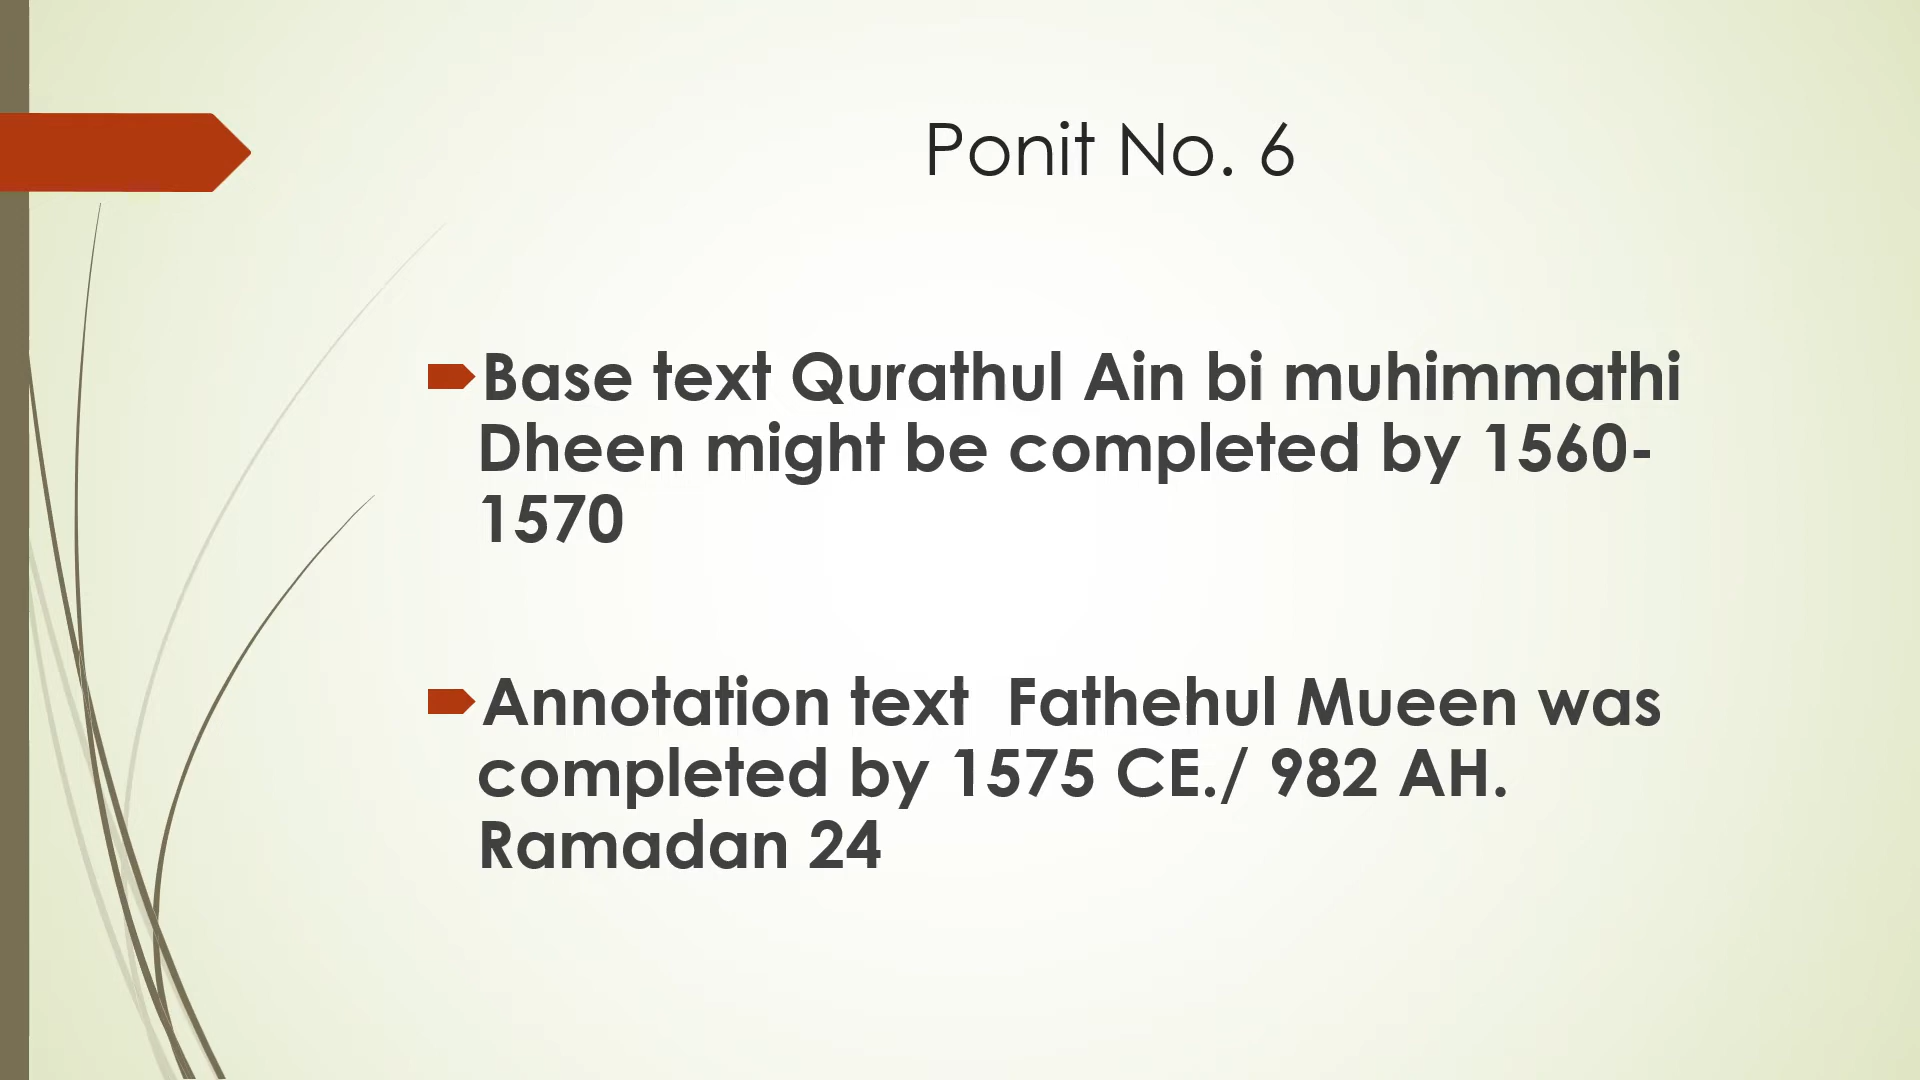 Ponit No. 6
Base text Qurathul Ain bi muhimmathi
Dheen might be completed by 1560-
1570
Annotation text  Fathehul Mueen was
completed by 1575 CE./ 982 AH.
Ramadan 24